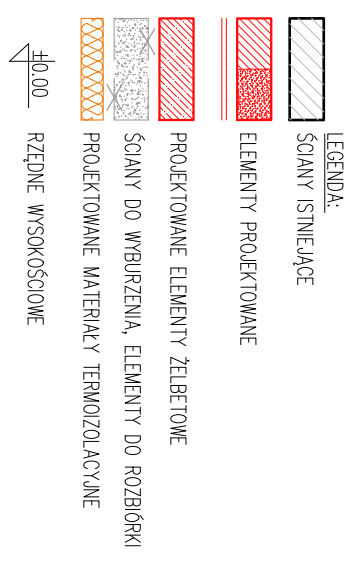 LEGENDA:
ŚCIANY ISTNIEJĄCE
ELEMENTY PROJEKTOWANE
PROJEKTOWANE ELEMENTY ŻELBETOWE
ŚCIANY DO WYBURZENIA, ELEMENTY DO ROZBIÓRKI
PROJEKTOWANE MATERIAŁY TERMOIZOLACYJNE
±0.00 RZĘDNE WYSOKOŚCIOWE